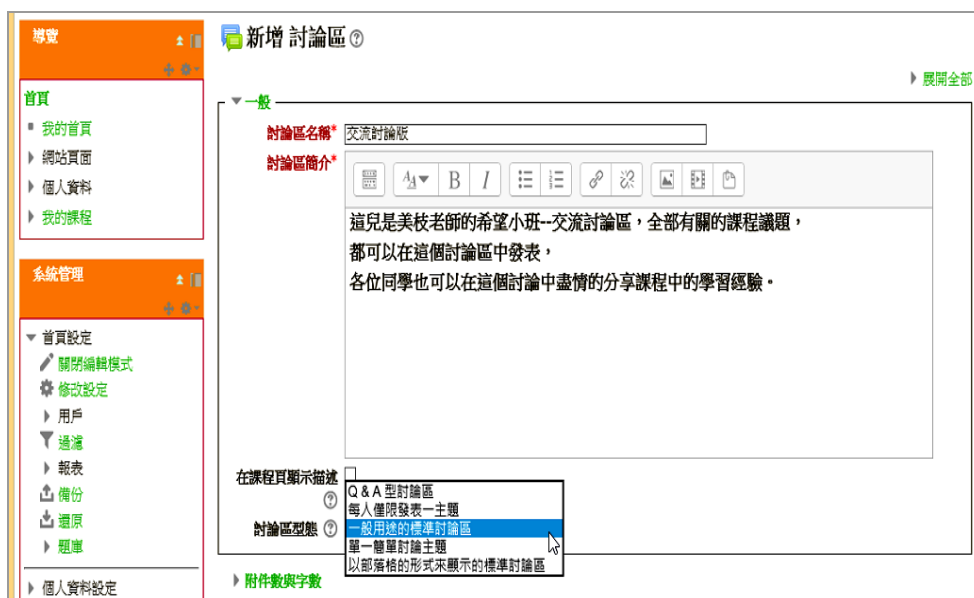 導覽
首頁
我的首頁
網站頁面
個人資料
我的課程
系統管理
首頁設定
關閉編輯模式
修改設定
用戶
過濾
報表
備份
還原
題庫
個人資料設定
新增 討論區
展開全部
一般
討論區名稱* 交流討論版
討論區簡介*
B I
這兒是美枝老師的希望小班--交流討論區，全部有關的課程議題，
都可以在這個討論區中發表，
各位同學也可以在這個討論中盡情的分享課程中的學習經驗。
在課程頁顯示描述
討論區型態
Q & A 型討論區
每人僅限發表一主題
一般用途的標準討論區
單一簡單討論主題
以部落格的形式來顯示的標準討論區
附件數與字數